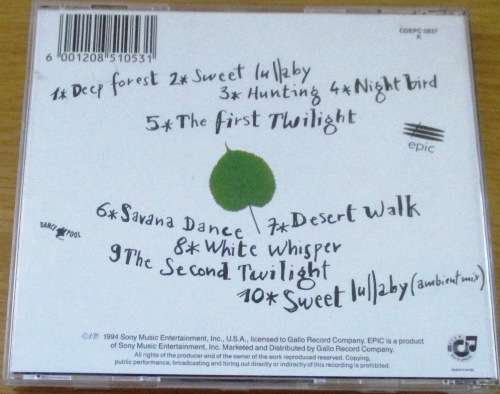 6 001208 510531
CDEPC 5037
K
1* Deep forest 2* Sweet lullaby
3* Hunting 4* Night bird
5* The first Twilight
epic
6* Savana Dance 7* Desert walk
DANCE POOL
8* White Whisper
9 The Second Twilight
10* Sweet lullaby (ambient mix)
©℗ 1994 Sony Music Entertainment, Inc., U.S.A., licensed to Gallo Record Company. EPIC is a product
of Sony Music Entertainment, Inc. Marketed and Distributed by Gallo Record Company.
All rights of the producer and of the owner of the work reproduced reserved. Copying,
public performance, broadcasting and hiring out directly or indirectly of this recording is prohibited.